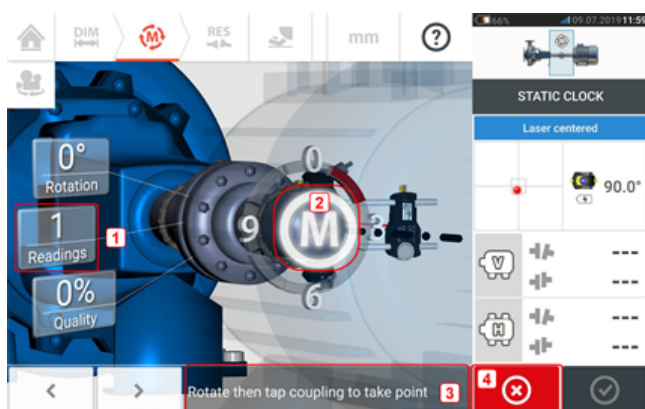 DIM
M
RES
mm
?
66%
09.07.2019 11:59
0°
Rotation
1
Readings
1
0%
Quality
0
2
M
3
9
6
Rotate then tap coupling to take point
3
STATIC CLOCK
Laser centered
90.0°
V
---
---
H
---
---
4